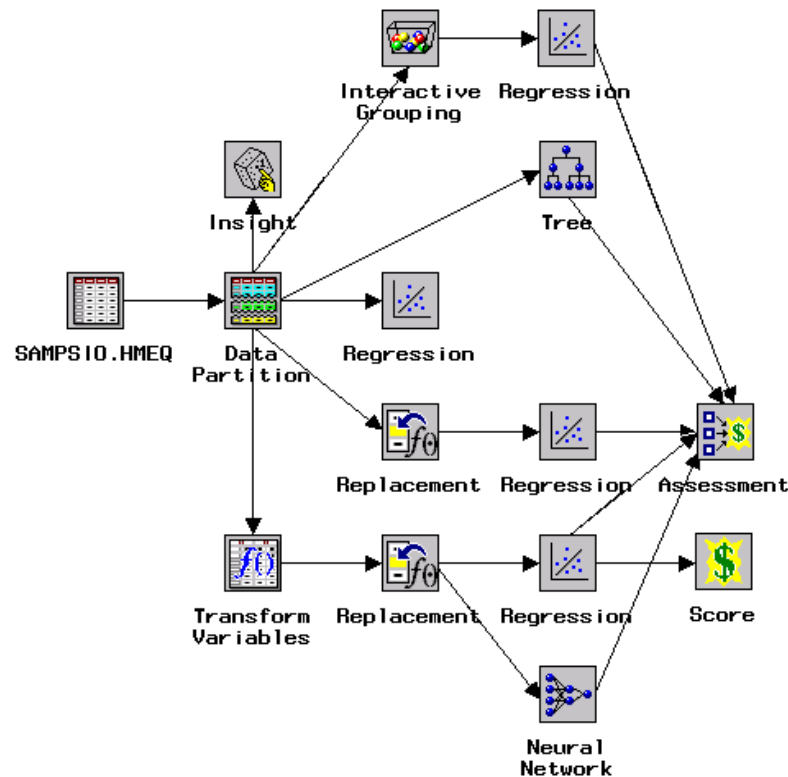 Interactive
Grouping
Regression
Insight
Tree
SAMPSIO.HMEQ
Data
Partition
Regression
Replacement
Regression
Assessment
Transform
Variables
Replacement
Regression
Score
Neural
Network